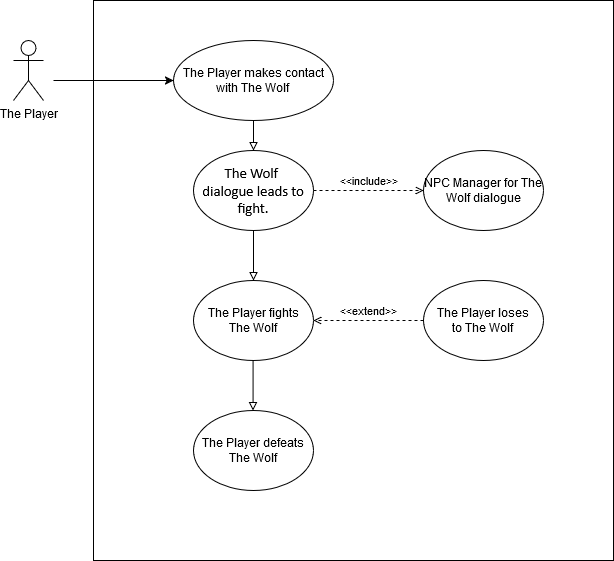 The Player
The Player makes contact
with The Wolf
The Wolf
dialogue leads to
fight.
<<include>>
NPC Manager for The
Wolf dialogue
The Player fights
The Wolf
<<extend>>
The Player loses
to The Wolf
The Player defeats
The Wolf